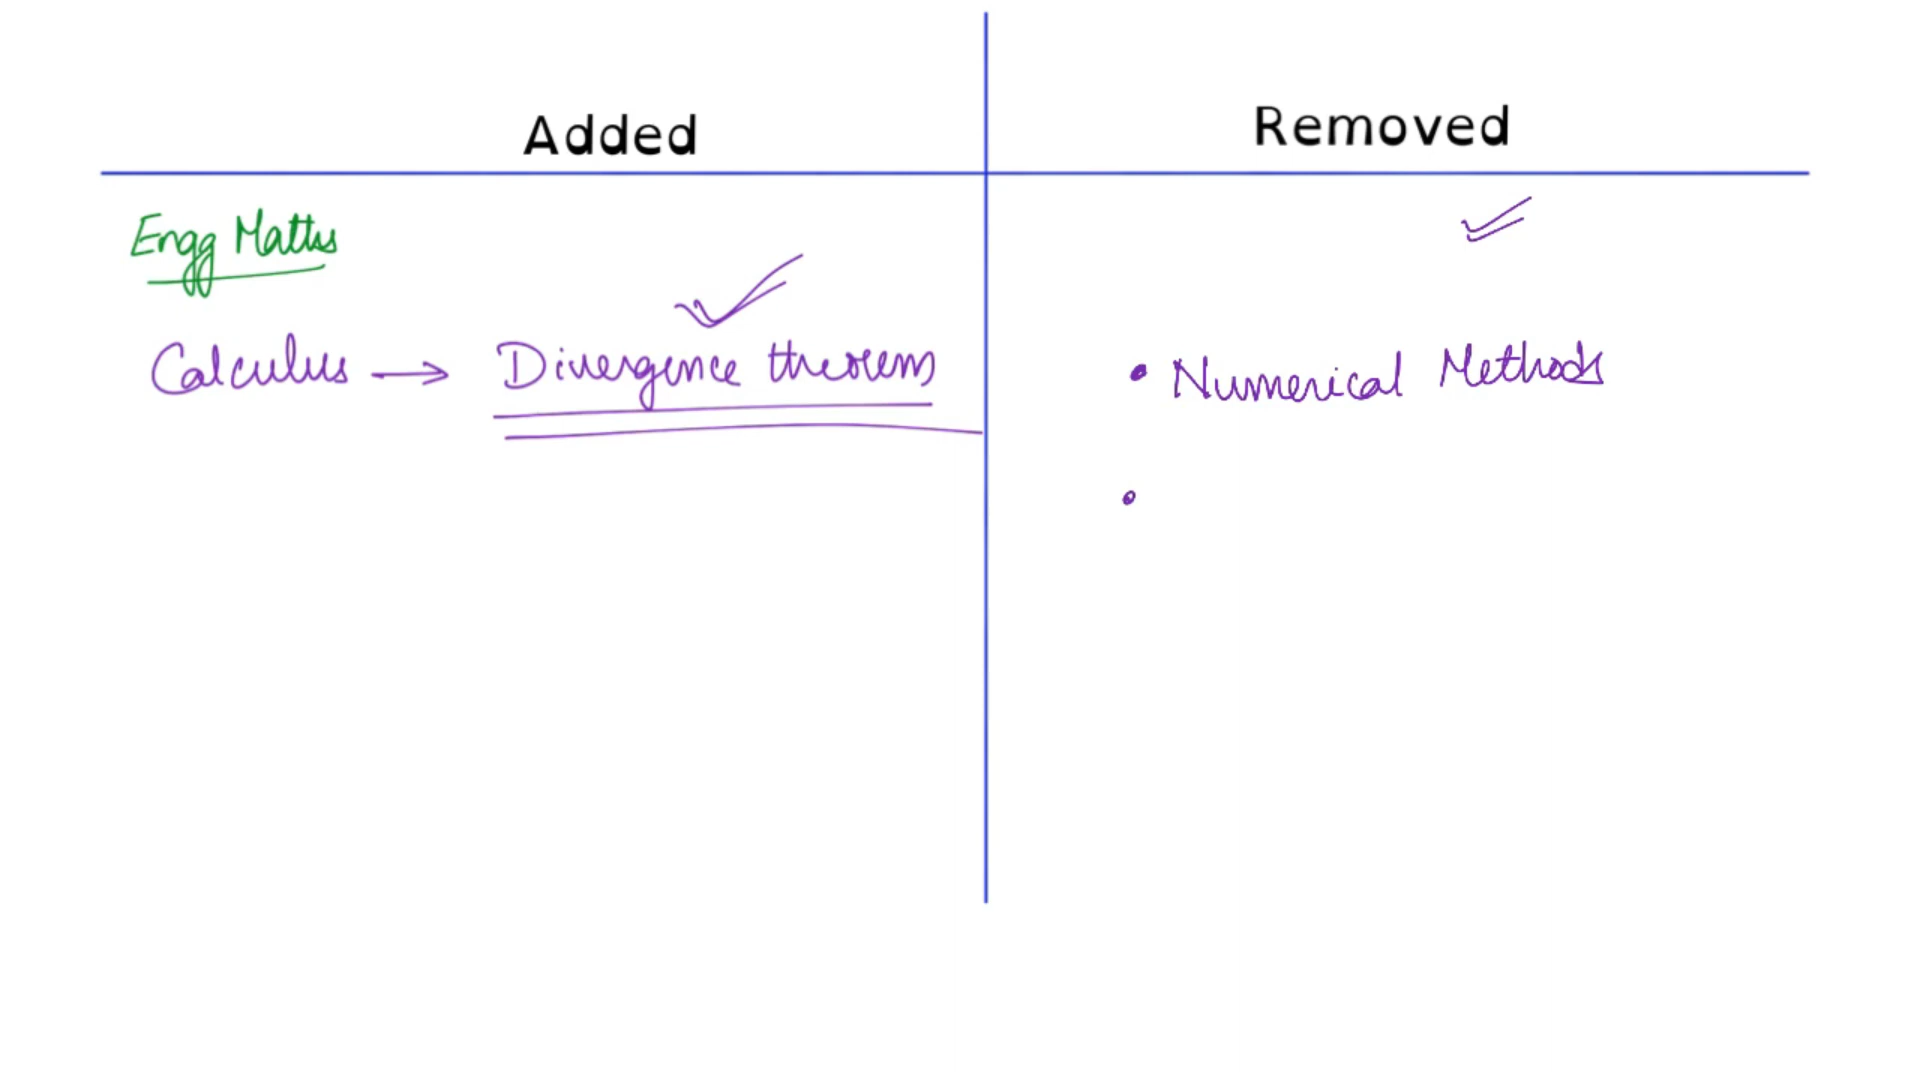 Added
Removed
Engg Maths
Calculus → Divergence theorem
• Numerical Methods
•